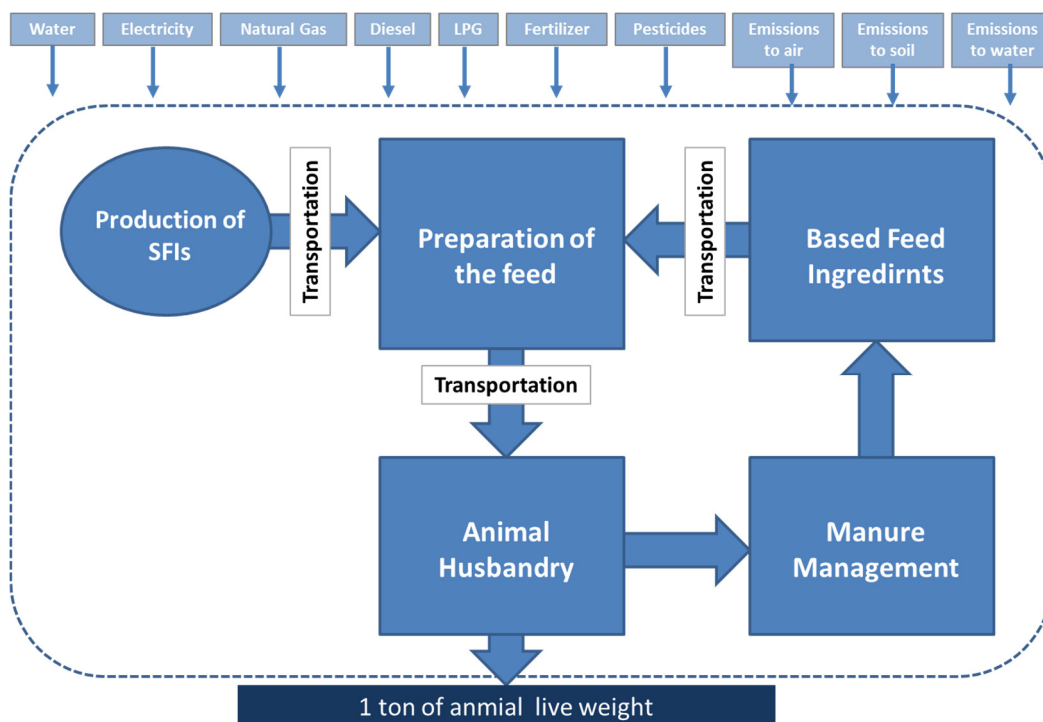 Water
Electricity
Natural Gas
Diesel
LPG
Fertilizer
Pesticides
Emissions
to air
Emissions
to soil
Emissions
to water
Production of
SFIs
Transportation
Preparation of
the feed
Transportation
Based Feed
Ingredirnts
Transportation
Animal
Husbandry
Manure
Management
1 ton of anmial live weight